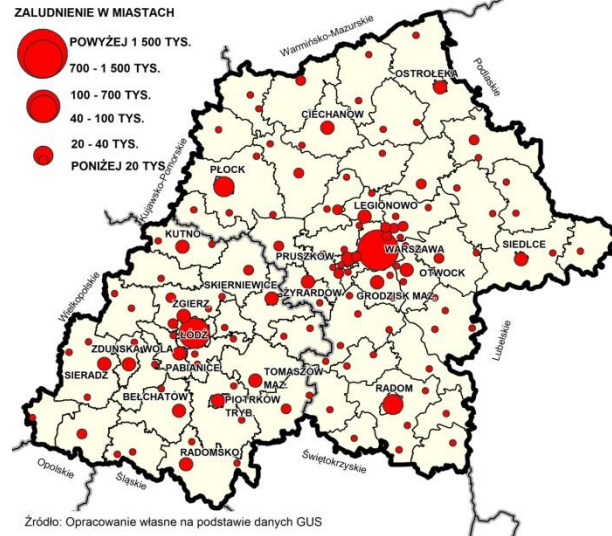 ZALUDNIENIE W MIASTACH
POWYŻEJ 1 500 TYS.
700 - 1 500 TYS.
100 - 700 TYS.
40 - 100 TYS.
20 - 40 TYS.
PONIŻEJ 20 TYS.
Warmińsko-Mazurskie
Podlaskie
OSTROŁĘKA
CIECHANÓW
PŁOCK
Kujawsko-Pomorskie
LEGIONOWO
KUTNO
WARSZAWA
PRUSZKÓW
SIEDLCE
OTWOCK
SKIERNIEWICE
ŻYRARDÓW
GRODZISK MAZ.
Wielkopolskie
ZGIERZ
ŁÓDŹ
Lubelskie
ZDUŃSKA WOLA
PABIANICE
SIERADZ
TOMASZÓW
MAZ.
BEŁCHATÓW
PIOTRKÓW
TRYB.
RADOM
RADOMSKO
Opolskie
Śląskie
Świętokrzyskie
Źródło: Opracowanie własne na podstawie danych GUS